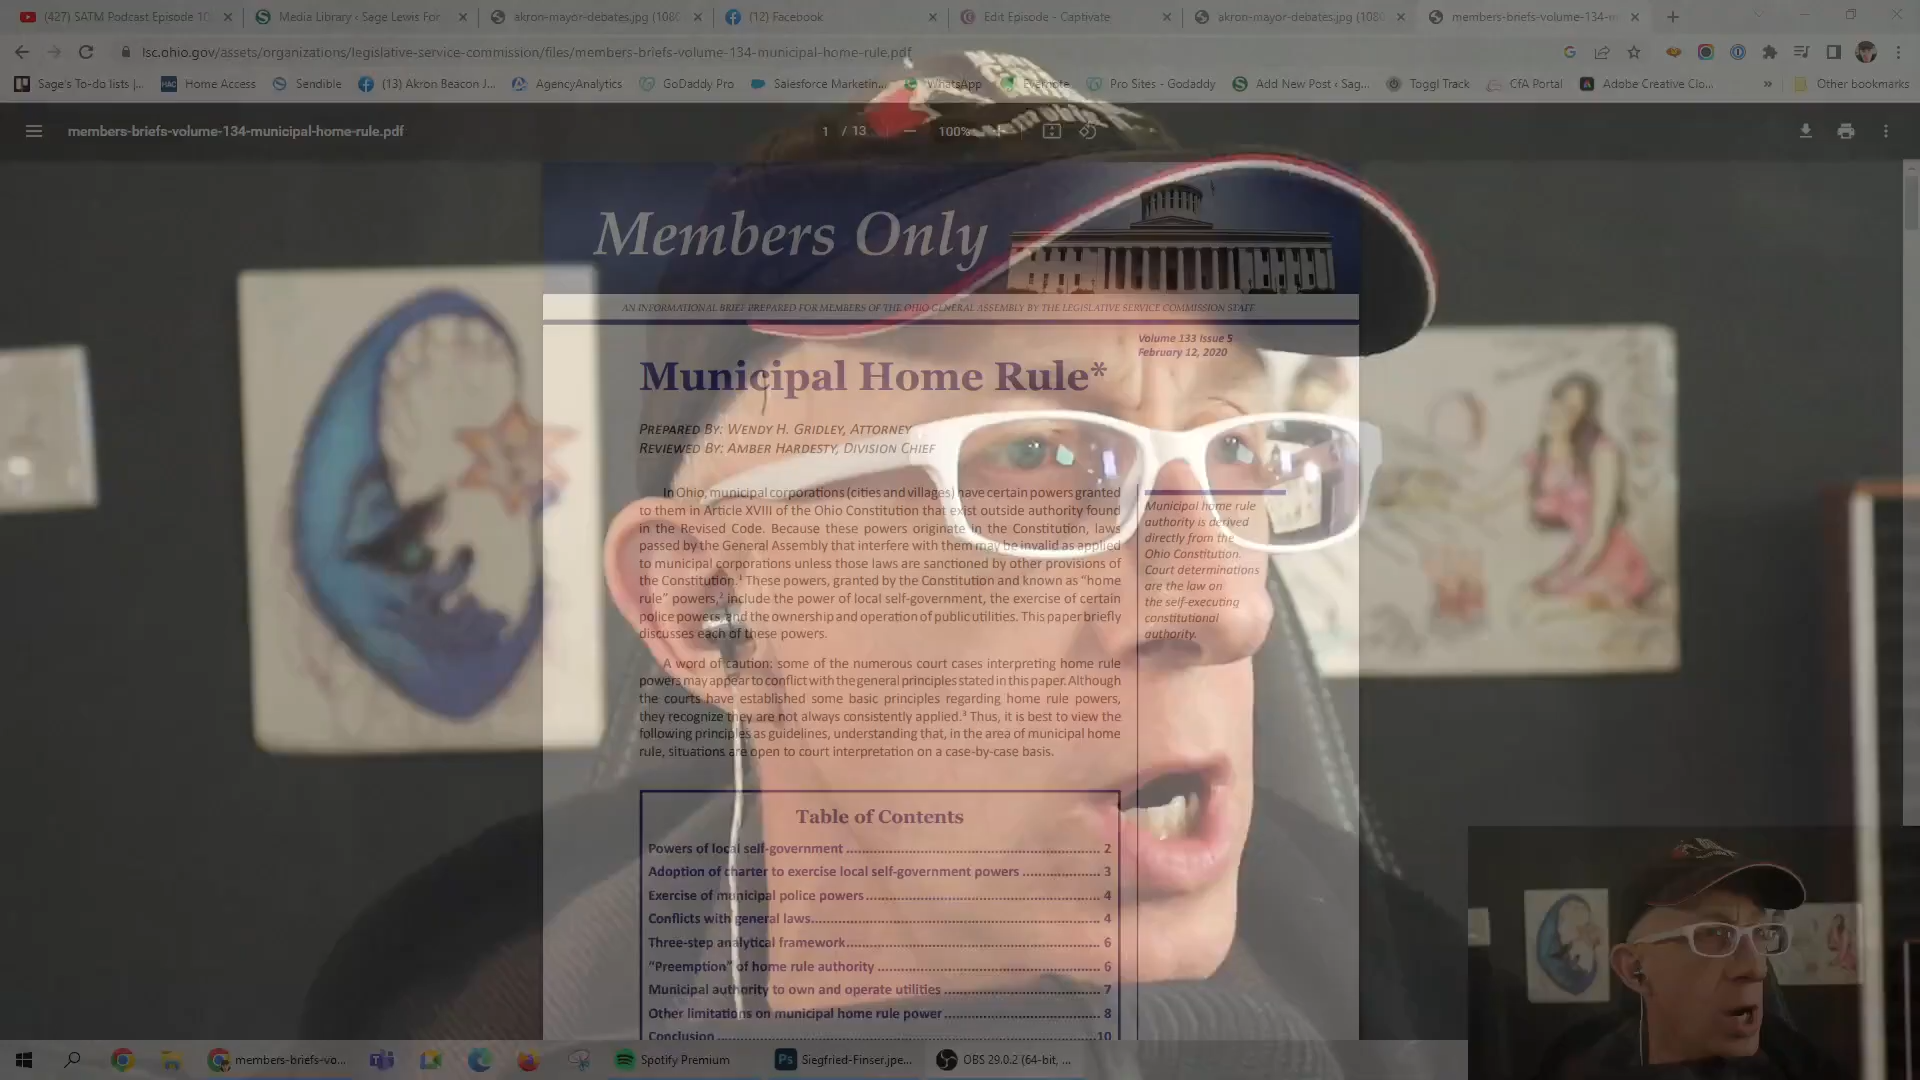 (427) SATM Podcast Episode 10
Media Library ‹ Sage Lewis For
akron-mayor-debates.jpg (1080
(12) Facebook
Edit Episode - Captivate
akron-mayor-debates.jpg (1080
members-briefs-volume-134-m
lsc.ohio.gov/assets/organizations/legislative-service-commission/files/members-briefs-volume-134-municipal-home-rule.pdf
Sage's To-do lists |...
Home Access
Sendible
(13) Akron Beacon J...
AgencyAnalytics
GoDaddy Pro
Salesforce Marketin...
WhatsApp
Evernote
Pro Sites - Godaddy
Add New Post ‹ Sag...
Toggl Track
CfA Portal
Adobe Creative Clo...
Other bookmarks
members-briefs-volume-134-municipal-home-rule.pdf
1 / 13
100%
Members Only
AN INFORMATIONAL BRIEF PREPARED FOR MEMBERS OF THE OHIO GENERAL ASSEMBLY BY THE LEGISLATIVE SERVICE COMMISSION STAFF
Volume 133 Issue 5
February 12, 2020
Municipal Home Rule*
PREPARED BY: WENDY H. GRIDLEY, ATTORNEY
REVIEWED BY: AMBER HARDESTY, DIVISION CHIEF
In Ohio, municipal corporations (cities and villages) have certain powers granted
to them in Article XVIII of the Ohio Constitution that exist outside authority found
in the Revised Code. Because these powers originate in the Constitution, laws
passed by the General Assembly that interfere with them may be invalid as applied
to municipal corporations unless those laws are sanctioned by other provisions of
the Constitution.¹ These powers, granted by the Constitution and known as “home
rule” powers,² include the power of local self-government, the exercise of certain
police powers, and the ownership and operation of public utilities. This paper briefly
discusses each of these powers.
A word of caution: some of the numerous court cases interpreting home rule
powers may appear to conflict with the general principles stated in this paper. Although
the courts have established some basic principles regarding home rule powers,
they recognize they are not always consistently applied.³ Thus, it is best to view the
following principles as guidelines, understanding that, in the area of municipal home
rule, situations are open to court interpretation on a case-by-case basis.
Municipal home rule
authority is derived
directly from the
Ohio Constitution.
Court determinations
are the law on
the self-executing
constitutional
authority.
Table of Contents
Powers of local self-government ... 2
Adoption of charter to exercise local self-government powers ... 3
Exercise of municipal police powers ... 4
Conflicts with general laws ... 4
Three-step analytical framework ... 6
“Preemption” of home rule authority ... 6
Municipal authority to own and operate utilities ... 7
Other limitations on municipal home rule power ... 8
Conclusion ... 10
members-briefs-vo...
Spotify Premium
Siegfried-Finser.jpe...
OBS 29.0.2 (64-bit, ...